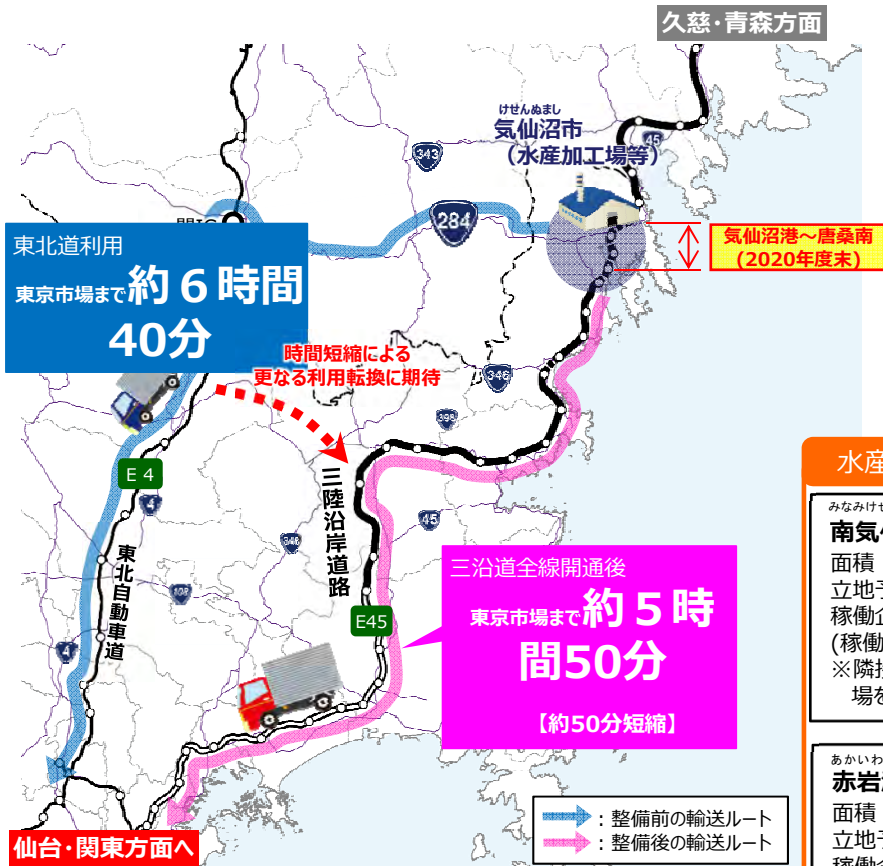 久慈・青森方面
けせんぬまし
気仙沼市
（水産加工場等）
45
343
284
気仙沼港～唐桑南
(2020年度末)
東北道利用
東京市場まで約６時間
40分
時間短縮による
更なる利用転換に期待
346
398
E 4
4
三陸沿岸道路
45
346
東北自動車道
108
E45
4
三沿道全線開通後
東京市場まで約５時
間50分
【約50分短縮】
：整備前の輸送ルート
：整備後の輸送ルート
仙台・関東方面へ
水産
みなみけせ
南気
面積
立地予
稼働企
(稼働
※隣接
場を
あかいわ
赤岩
面積
立地予